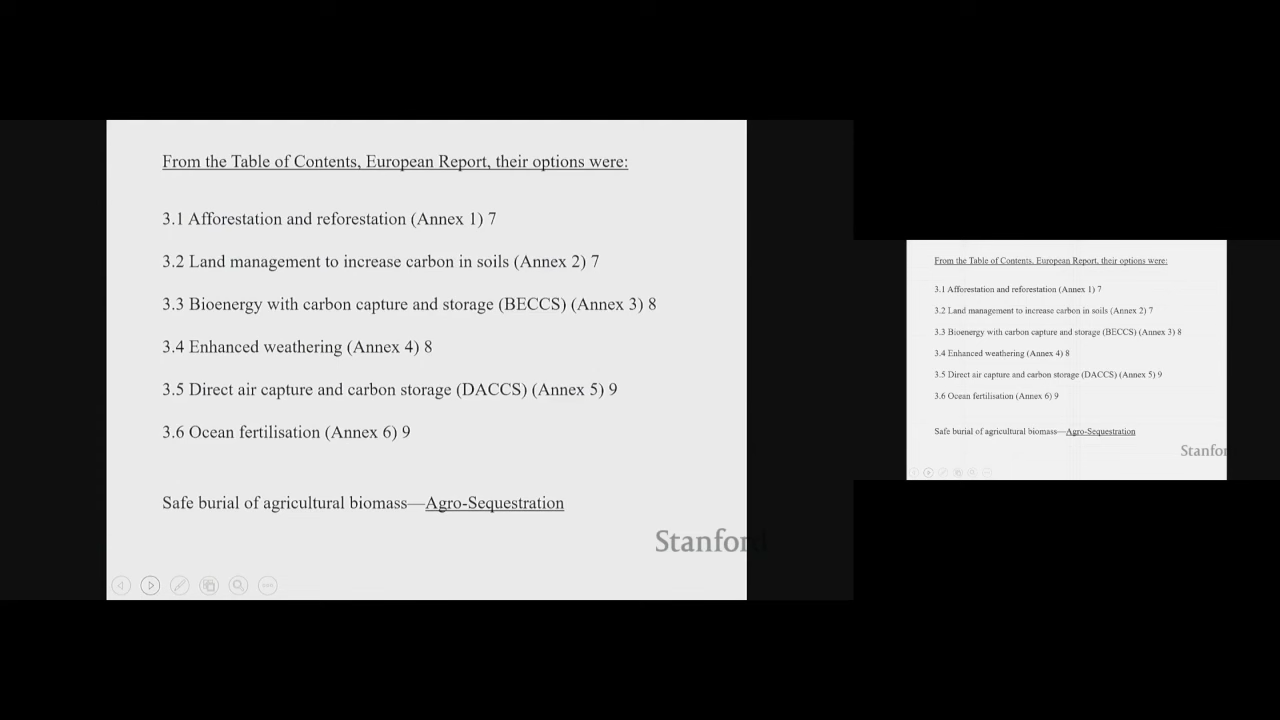 From the Table of Contents, European Report, their options were:
3.1 Afforestation and reforestation (Annex 1) 7
3.2 Land management to increase carbon in soils (Annex 2) 7
3.3 Bioenergy with carbon capture and storage (BECCS) (Annex 3) 8
3.4 Enhanced weathering (Annex 4) 8
3.5 Direct air capture and carbon storage (DACCS) (Annex 5) 9
3.6 Ocean fertilisation (Annex 6) 9
Safe burial of agricultural biomass—Agro-Sequestration
Stanford
From the Table of Contents, European Report, their options were:
3.1 Afforestation and reforestation (Annex 1) 7
3.2 Land management to increase carbon in soils (Annex 2) 7
3.3 Bioenergy with carbon capture and storage (BECCS) (Annex 3) 8
3.4 Enhanced weathering (Annex 4) 8
3.5 Direct air capture and carbon storage (DACCS) (Annex 5) 9
3.6 Ocean fertilisation (Annex 6) 9
Safe burial of agricultural biomass—Agro-Sequestration
Stanfor